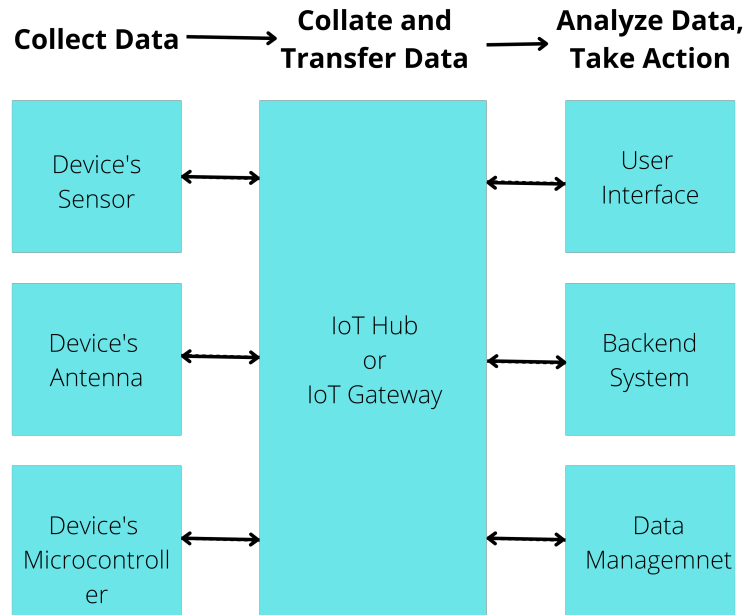 Collect Data
Collate and
Transfer Data
Analyze Data,
Take Action
Device's
Sensor
User
Interface
Device's
Antenna
IoT Hub
or
IoT Gateway
Backend
System
Device's
Microcontroll
er
Data
Managemnet